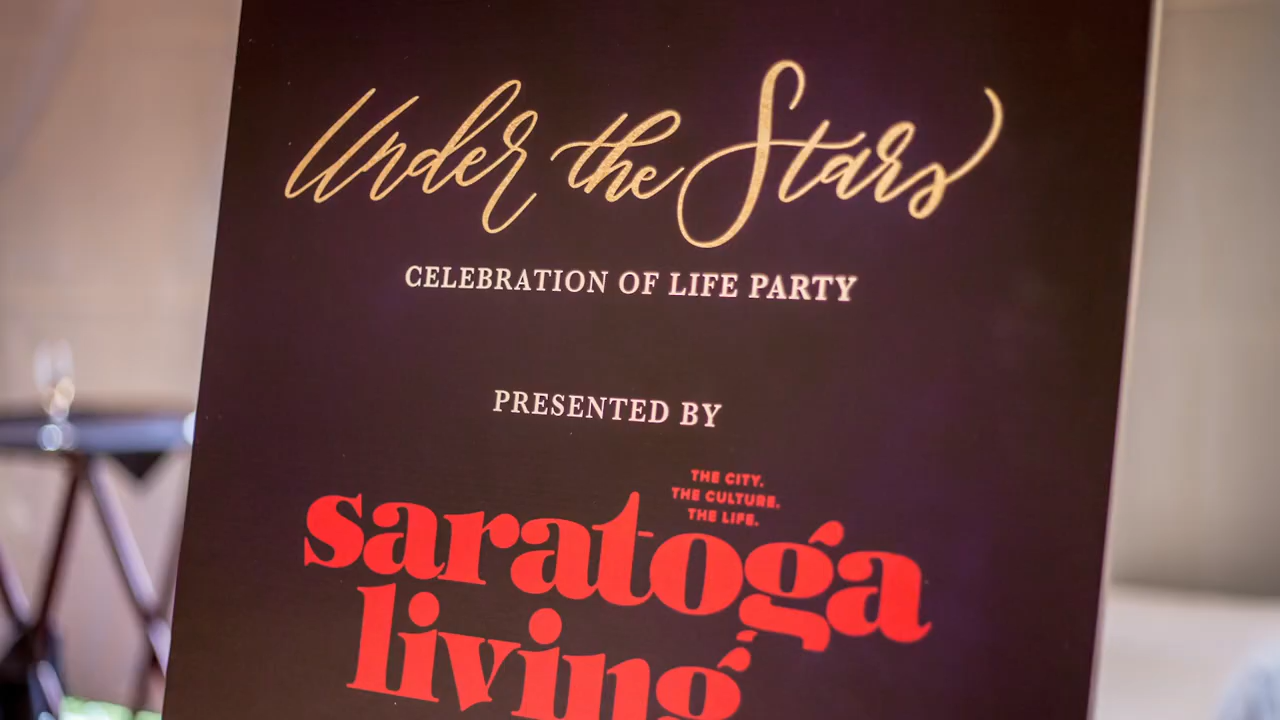 Under the Stars
CELEBRATION OF LIFE PARTY
PRESENTED BY
THE CITY.
THE CULTURE.
THE LIFE.
saratoga
living